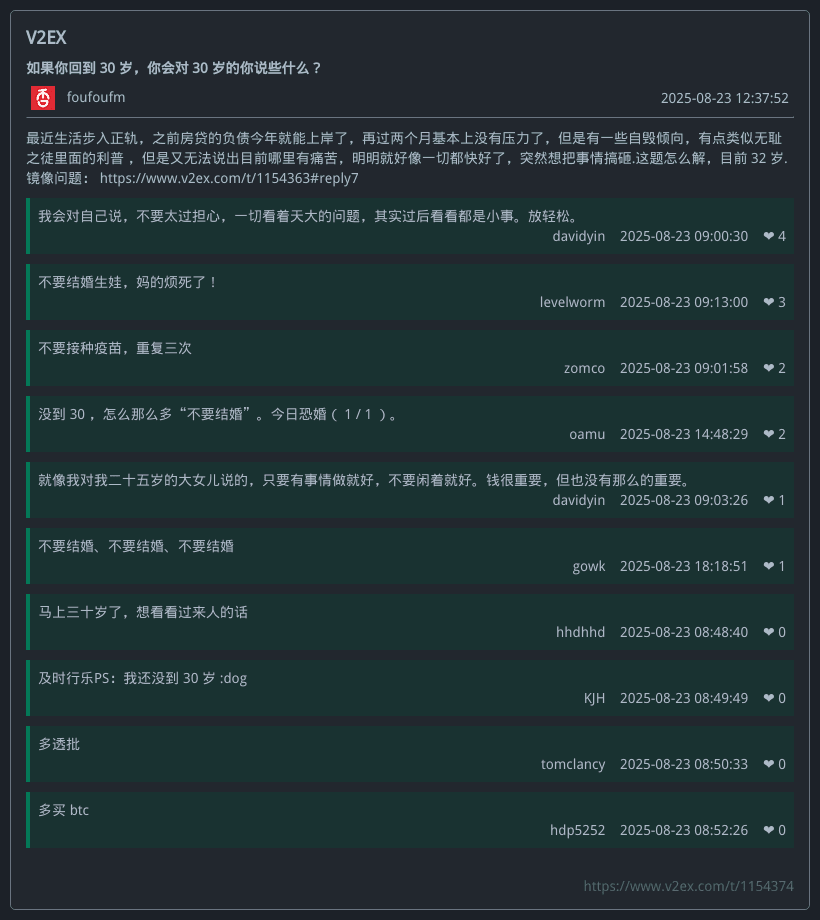 V2EX
如果你回到 30 岁，你会对 30 岁的你说些什么？
foufoufm
2025-08-23 12:37:52
最近生活步入正轨，之前房贷的负债今年就能上岸了，再过两个月基本上没有压力了，但是有一些自毁倾向，有点类似无耻
之徒里面的利普 ，但是又无法说出目前哪里有痛苦，明明就好像一切都快好了，突然想把事情搞砸.这题怎么解，目前 32 岁.
镜像问题： https://www.v2ex.com/t/1154363#reply7
我会对自己说，不要太过担心，一切看着天大的问题，其实过后看看都是小事。放轻松。
davidyin 2025-08-23 09:00:30 ❤ 4
不要结婚生娃，妈的烦死了！
levelworm 2025-08-23 09:13:00 ❤ 3
不要接种疫苗，重复三次
zomco 2025-08-23 09:01:58 ❤ 2
没到 30 ，怎么那么多“不要结婚”。今日恐婚（ 1 / 1 ）。
oamu 2025-08-23 14:48:29 ❤ 2
就像我对我二十五岁的大女儿说的，只要有事情做就好，不要闲着就好。钱很重要，但也没有那么的重要。
davidyin 2025-08-23 09:03:26 ❤ 1
不要结婚、不要结婚、不要结婚
gowk 2025-08-23 18:18:51 ❤ 1
马上三十岁了，想看看过来人的话
hhdhhd 2025-08-23 08:48:40 ❤ 0
及时行乐PS：我还没到 30 岁 :dog
KJH 2025-08-23 08:49:49 ❤ 0
多透批
tomclancy 2025-08-23 08:50:33 ❤ 0
多买 btc
hdp5252 2025-08-23 08:52:26 ❤ 0
https://www.v2ex.com/t/1154374